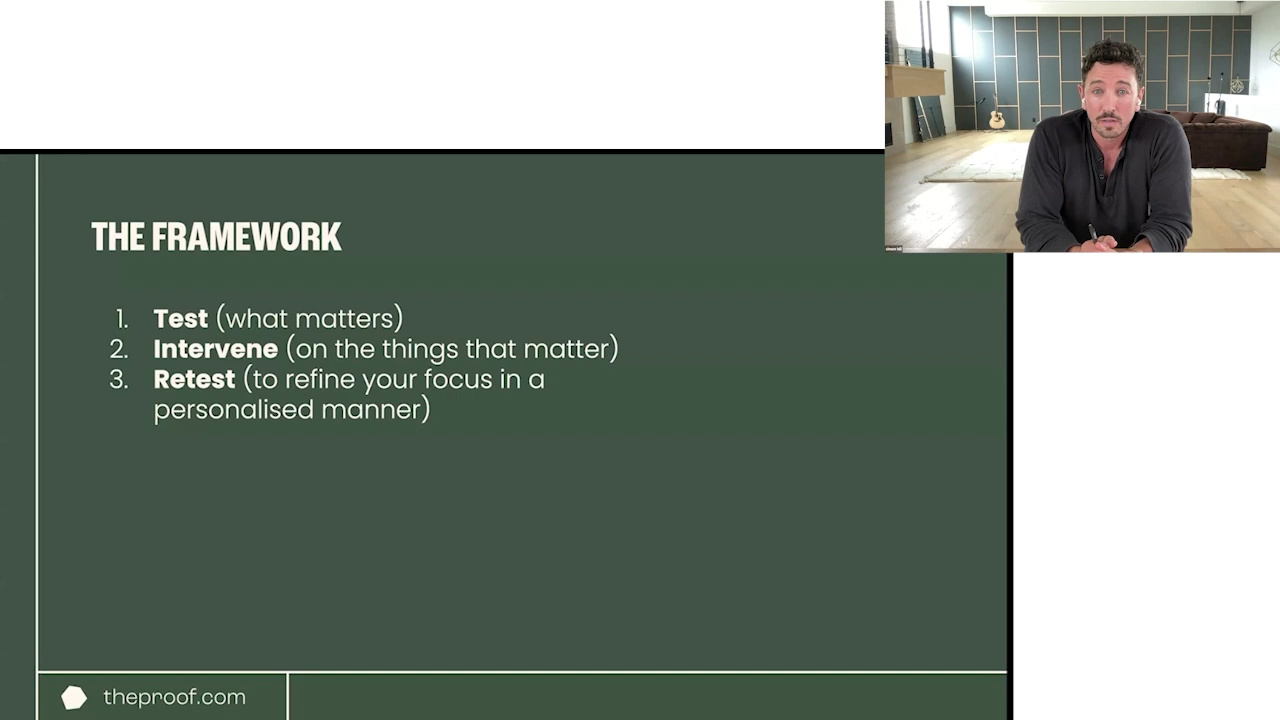 THE FRAMEWORK
1. Test (what matters)
2. Intervene (on the things that matter)
3. Retest (to refine your focus in a
personalised manner)
theproof.com